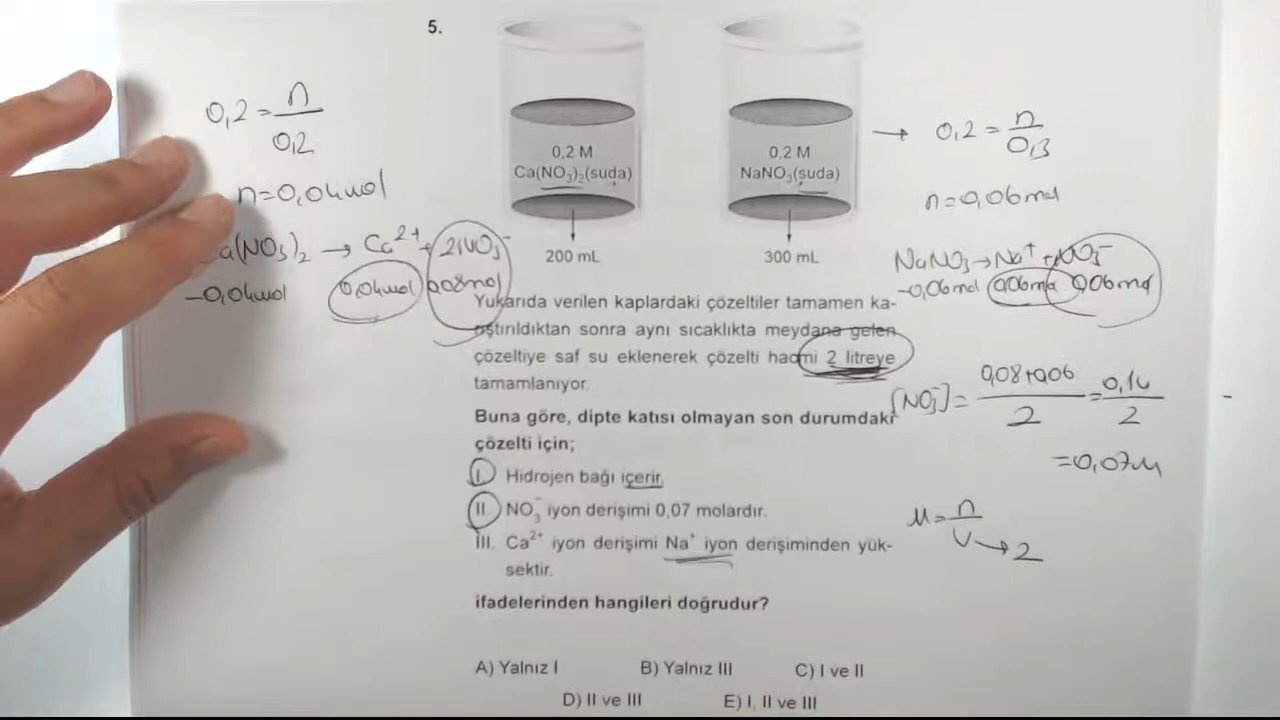 5.
0,2 = n
0,2
n=0,04mol
a(NO₃)₂ → Ca²⁺ + 2NO₃⁻
-0,04mol 0,04mol 0,08mol
0,2 M
Ca(NO₃)₂(suda)
200 mL
0,2 M
NaNO₃(suda)
300 mL
→ 0,2 = n
0,3
n=0,06mol
NaNO₃→Na⁺ + NO₃⁻
-0,06mol 0,06mol 0,06mol
Yukarıda verilen kaplardaki çözeltiler tamamen ka-
rıştırıldıktan sonra aynı sıcaklıkta meydana gelen
çözeltiye saf su eklenerek çözelti hacmi 2 litreye
tamamlanıyor.
[NO₃⁻] = 0,08+0,06 = 0,14
2 2
=0,07M
Buna göre, dipte katısı olmayan son durumdaki
çözelti için;
I. Hidrojen bağı içerir.
II. NO₃⁻ iyon derişimi 0,07 molardır.
III. Ca²⁺ iyon derişimi Na⁺ iyon derişiminden yük-
sektir.
M = n
V → 2
ifadelerinden hangileri doğrudur?
A) Yalnız I B) Yalnız III C) I ve II
D) II ve III E) I, II ve III